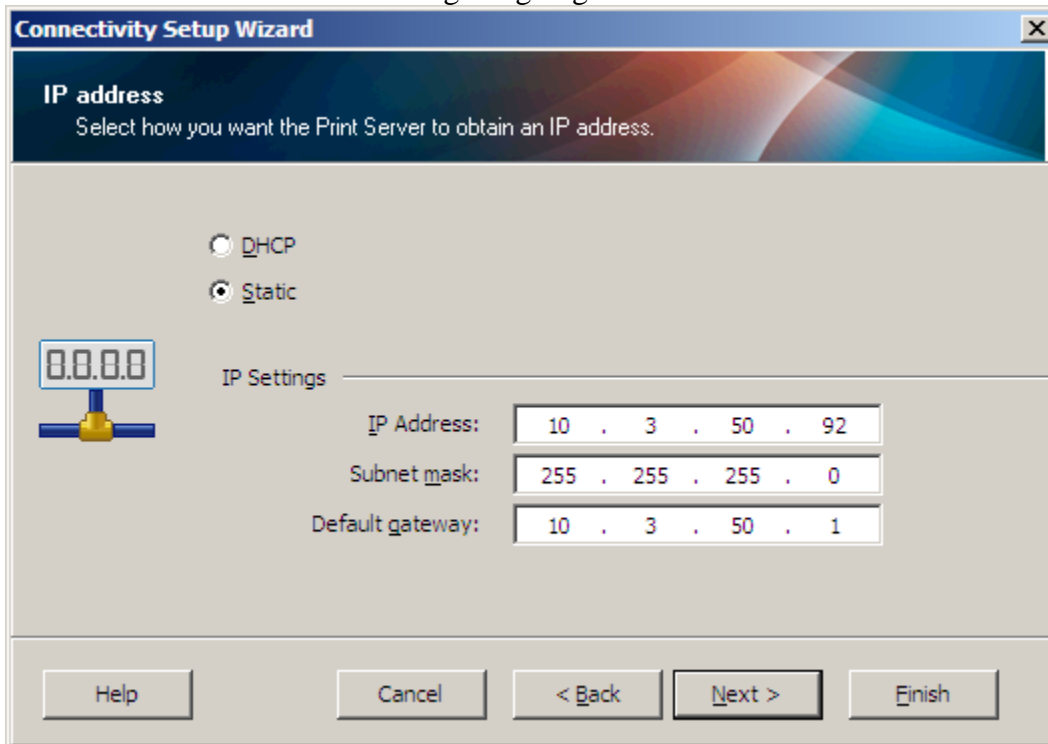 Connectivity Setup Wizard
IP address
Select how you want the Print Server to obtain an IP address.
DHCP
Static
8.8.8.8
IP Settings
IP Address: 10 . 3 . 50 . 92
Subnet mask: 255 . 255 . 255 . 0
Default gateway: 10 . 3 . 50 . 1
Help Cancel < Back Next > Finish